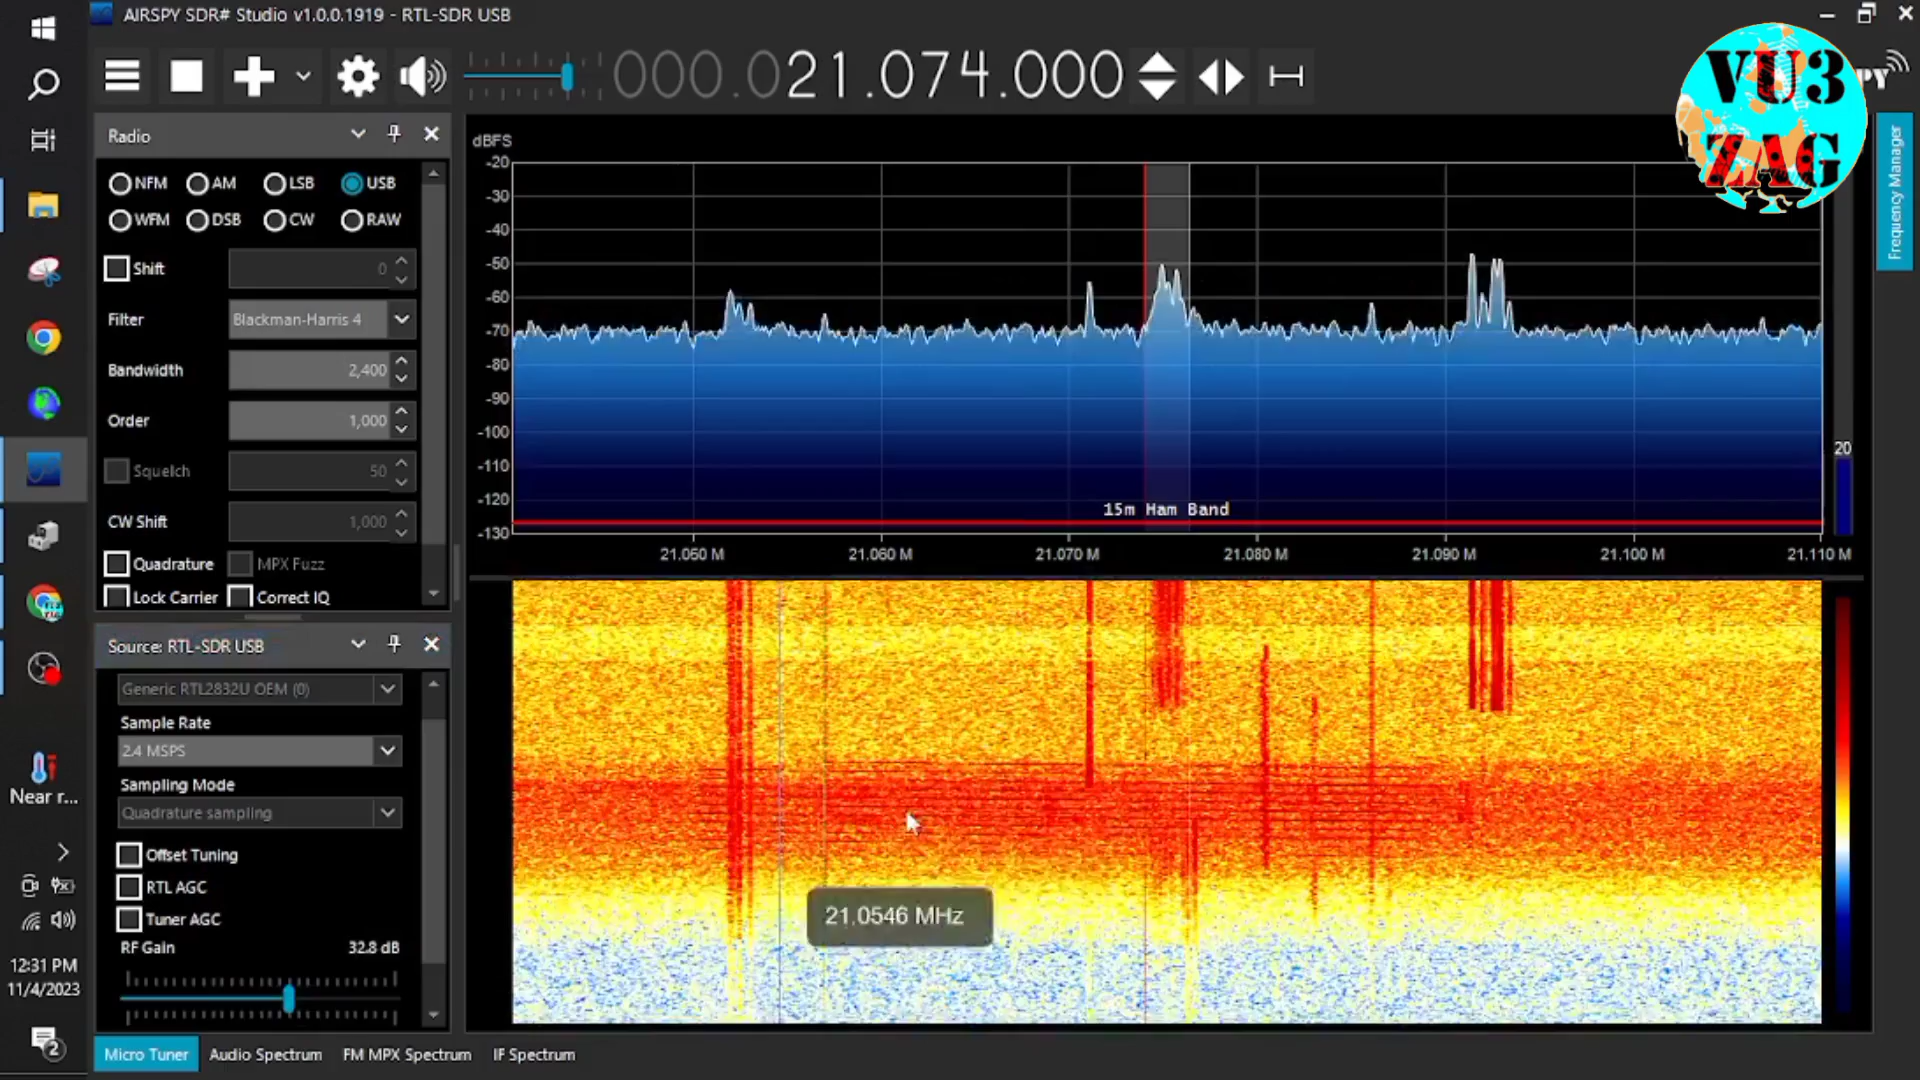 AIRSPY SDR# Studio v1.0.0.1919 - RTL-SDR USB
000.021.074.000
VU3
ZAG
PY
Radio
NFM AM LSB USB
WFM DSB CW RAW
Shift 0
Filter Blackman-Harris 4
Bandwidth 2,400
Order 1,000
Squelch 50
CW Shift 1,000
Quadrature MPX Fuzz
Lock Carrier Correct IQ
Source: RTL-SDR USB
Generic RTL2832U OEM (0)
Sample Rate
2.4 MSPS
Sampling Mode
Quadrature sampling
Offset Tuning
RTL AGC
Tuner AGC
RF Gain 32.8 dB
Micro Tuner Audio Spectrum FM MPX Spectrum IF Spectrum
dBFS
-20
-30
-40
-50
-60
-70
-80
-90
-100
-110
-120
-130
15m Ham Band
21.050 M 21.060 M 21.070 M 21.080 M 21.090 M 21.100 M 21.110 M
20
Frequency Manager
21.0546 MHz
Near r...
12:31 PM
11/4/2023
2